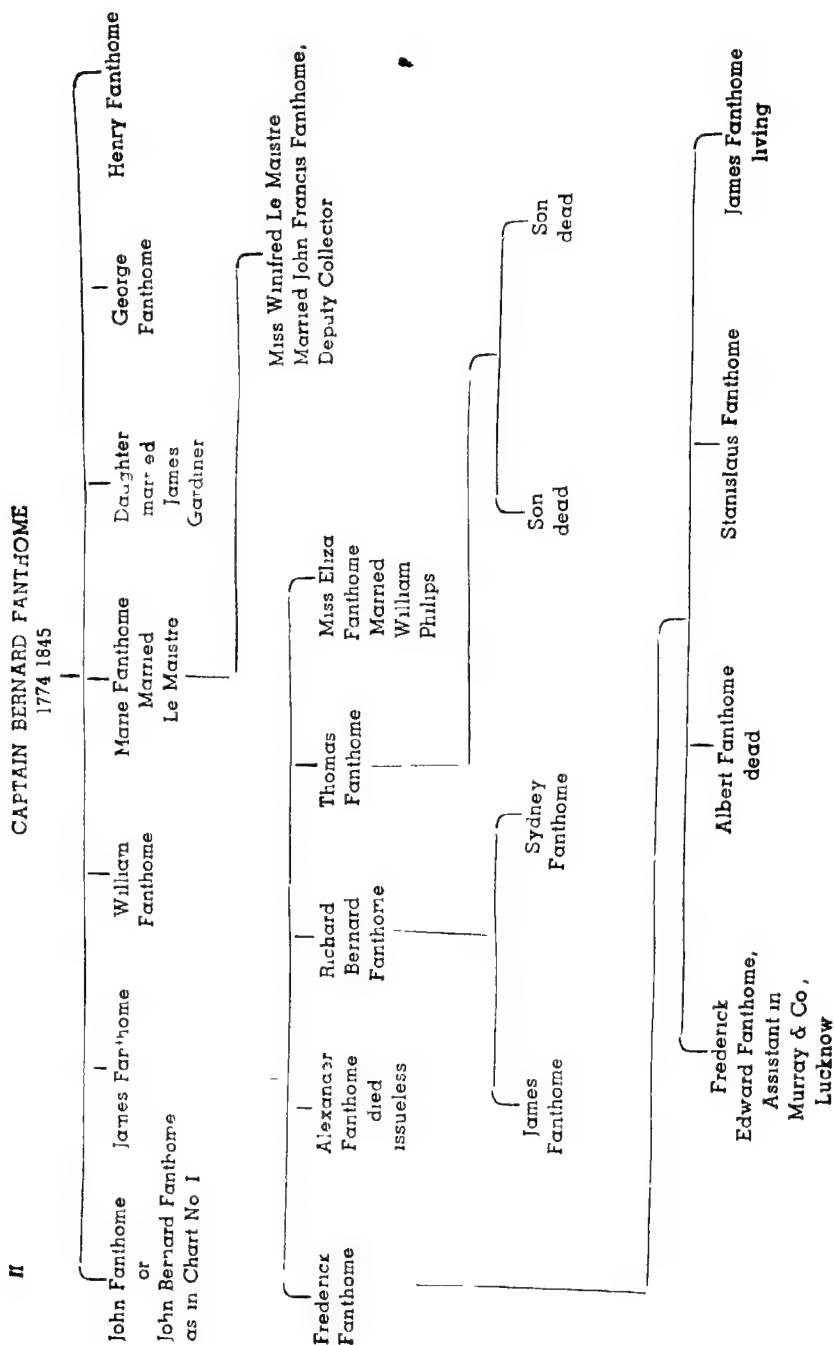 II
CAPTAIN BERNARD FANTHOME
1774 1845
John Fanthome
or
John Bernard Fanthome
as in Chart No I
James Fanthome
William
Fanthome
Marie Fanthome
Married
Le Maistre
Daughter
married
James
Gardiner
George
Fanthome
Henry Fanthome
Miss Winifred Le Maistre
Married John Francis Fanthome,
Deputy Collector
Frederick
Fanthome
Alexander
Fanthome
died
issueless
Richard
Bernard
Fanthome
Thomas
Fanthome
Miss Eliza
Fanthome
Married
William
Philips
James
Fanthome
Sydney
Fanthome
Son
dead
Son
dead
Frederick
Edward Fanthome,
Assistant in
Murray & Co,
Lucknow
Albert Fanthome
dead
Stanislaus Fanthome
James Fanthome
living